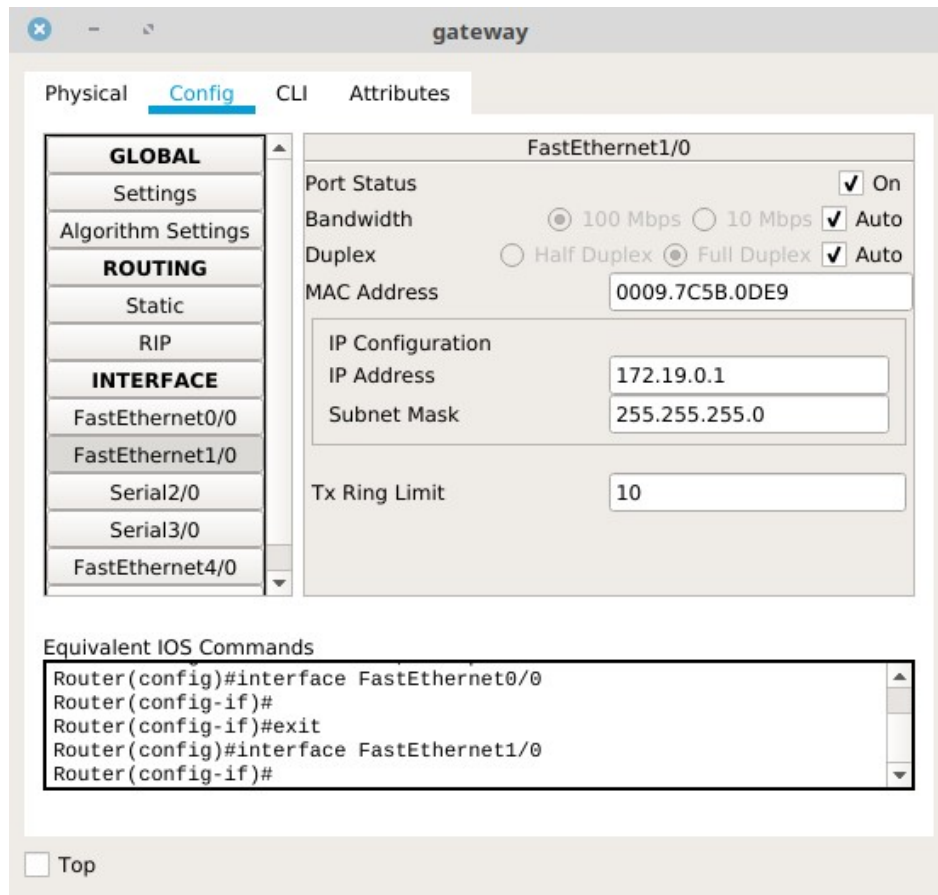 gateway
Physical Config CLI Attributes
GLOBAL
Settings
Algorithm Settings
ROUTING
Static
RIP
INTERFACE
FastEthernet0/0
FastEthernet1/0
Serial2/0
Serial3/0
FastEthernet4/0
FastEthernet1/0
Port Status On
Bandwidth 100 Mbps 10 Mbps Auto
Duplex Half Duplex Full Duplex Auto
MAC Address 0009.7C5B.0DE9
IP Configuration
IP Address 172.19.0.1
Subnet Mask 255.255.255.0
Tx Ring Limit 10
Equivalent IOS Commands
Router(config)#interface FastEthernet0/0
Router(config-if)#
Router(config-if)#exit
Router(config)#interface FastEthernet1/0
Router(config-if)#
Top